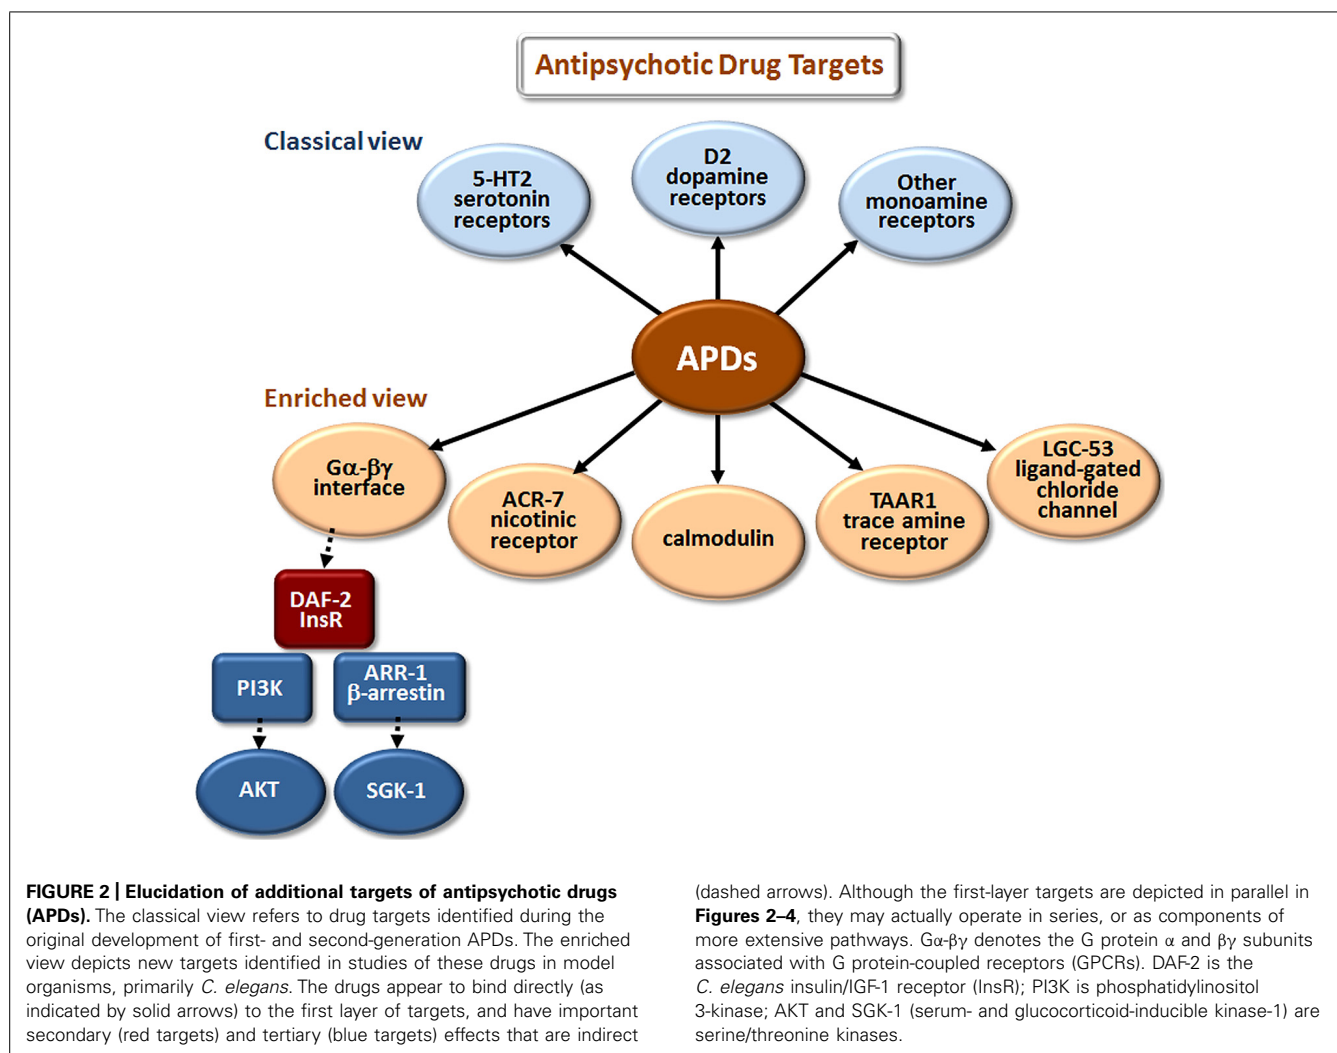 Antipsychotic Drug Targets
Classical view
5-HT2
serotonin
receptors
D2
dopamine
receptors
Other
monoamine
receptors
APDs
Enriched view
Gα-βγ
interface
ACR-7
nicotinic
receptor
calmodulin
TAAR1
trace amine
receptor
LGC-53
ligand-gated
chloride
channel
DAF-2
InsR
PI3K
ARR-1
β-arrestin
AKT
SGK-1
FIGURE 2 | Elucidation of additional targets of antipsychotic drugs
(APDs). The classical view refers to drug targets identified during the
original development of first- and second-generation APDs. The enriched
view depicts new targets identified in studies of these drugs in model
organisms, primarily C. elegans. The drugs appear to bind directly (as
indicated by solid arrows) to the first layer of targets, and have important
secondary (red targets) and tertiary (blue targets) effects that are indirect
(dashed arrows). Although the first-layer targets are depicted in parallel in
Figures 2–4, they may actually operate in series, or as components of
more extensive pathways. Gα-βγ denotes the G protein α and βγ subunits
associated with G protein-coupled receptors (GPCRs). DAF-2 is the
C. elegans insulin/IGF-1 receptor (InsR); PI3K is phosphatidylinositol
3-kinase; AKT and SGK-1 (serum- and glucocorticoid-inducible kinase-1) are
serine/threonine kinases.